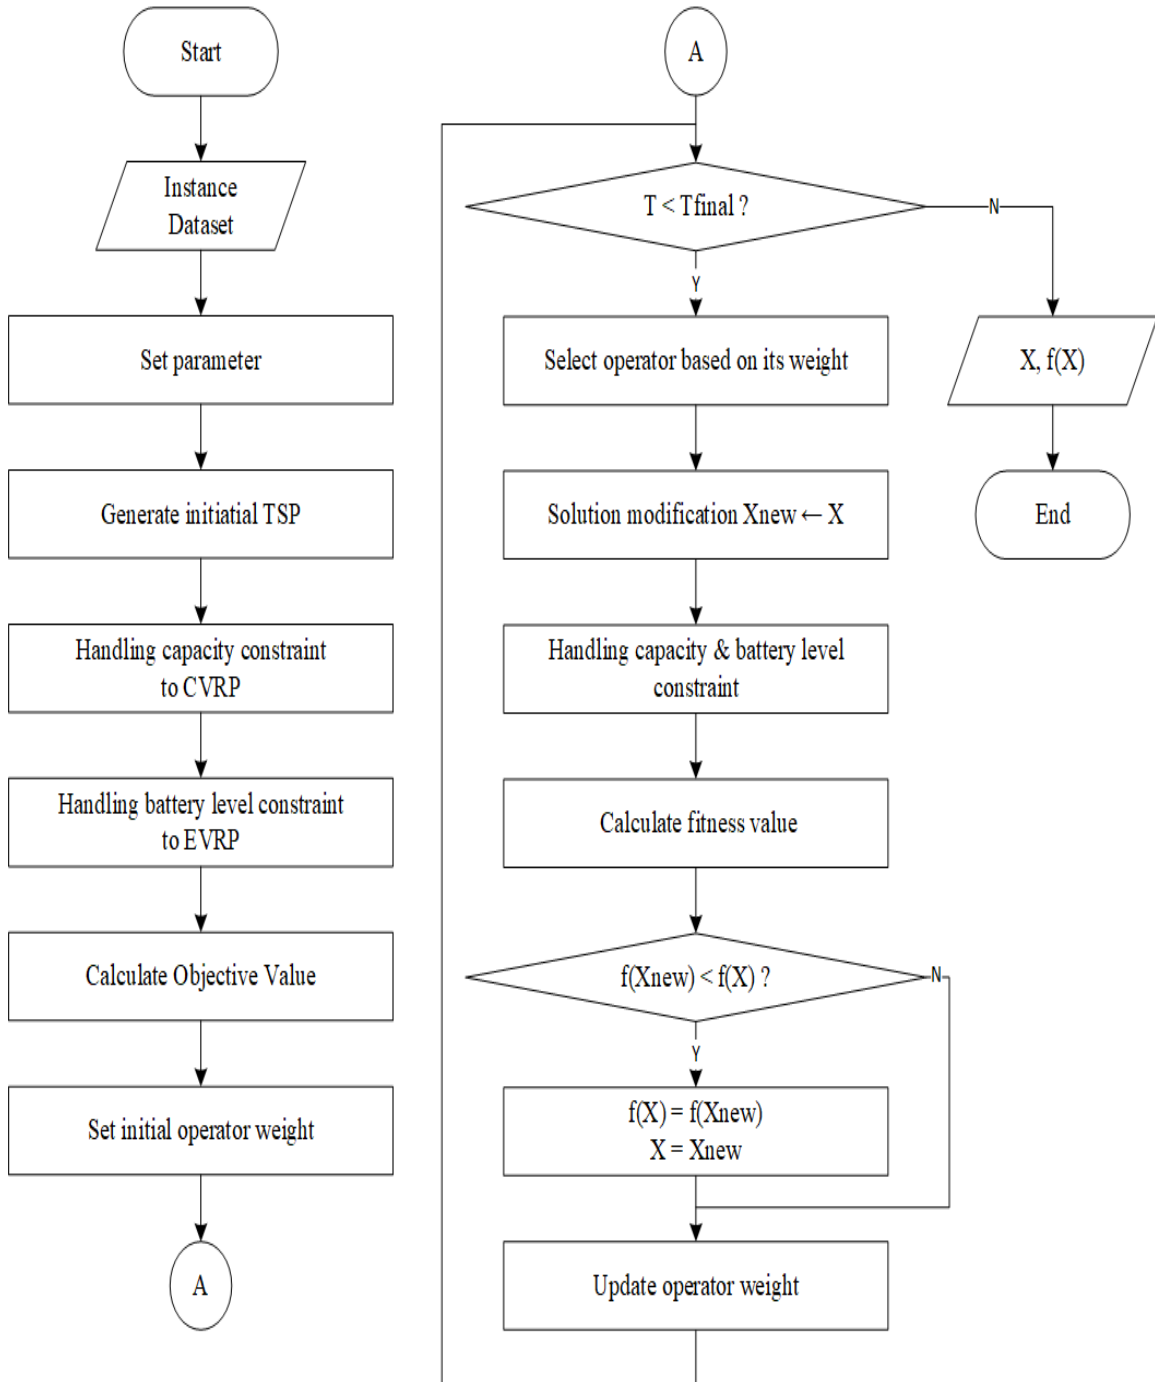 Start
Instance
Dataset
Set parameter
Generate initiatial TSP
Handling capacity constraint
to CVRP
Handling battery level constraint
to EVRP
Calculate Objective Value
Set initial operator weight
A
A
T < Tfinal ?
N
Y
Select operator based on its weight
X, f(X)
Solution modification Xnew ← X
End
Handling capacity & battery level
constraint
Calculate fitness value
f(Xnew) < f(X) ?
N
Y
f(X) = f(Xnew)
X = Xnew
Update operator weight